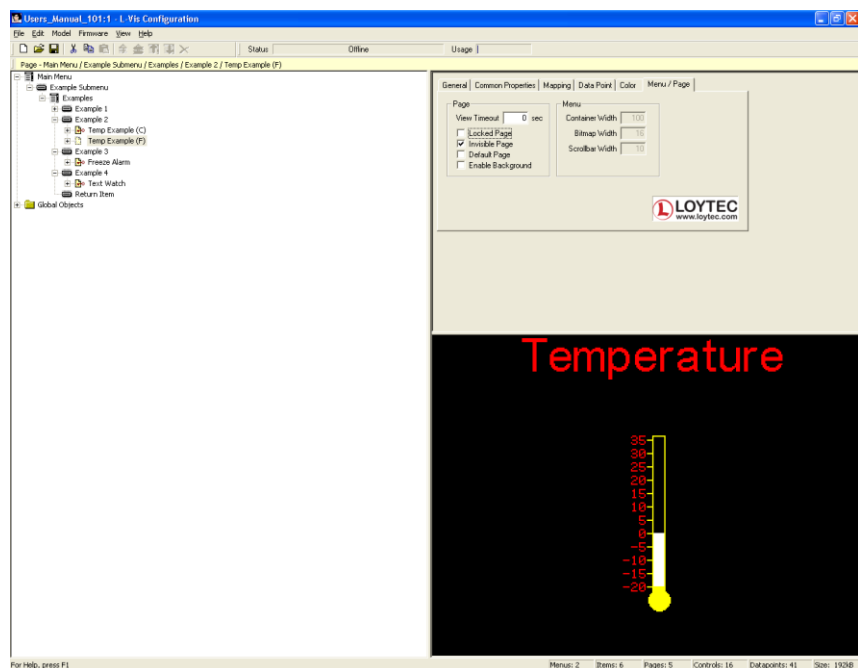 Users_Manual_101:1 - L-Vis Configuration
File Edit Model Firmware View Help
Status Offline Usage
Page - Main Menu / Example Submenu / Examples / Example 2 / Temp Example (F)
Main Menu
Example Submenu
Examples
Example 1
Example 2
Temp Example (C)
Temp Example (F)
Example 3
Freeze Alarm
Example 4
Text Watch
Return Item
Global Objects
General Common Properties Mapping Data Point Color Menu / Page
Page
View Timeout 0 sec
Locked Page
Invisible Page
Default Page
Enable Background
Menu
Container Width 100
Bitmap Width 16
Scrollbar Width 10
L LOYTEC
www.loytec.com
Temperature
35
30
25
20
15
10
5
0
-5
-10
-15
-20
For Help, press F1 Menus: 2 Items: 6 Pages: 5 Controls: 16 Datapoints: 41 Size: 192kB